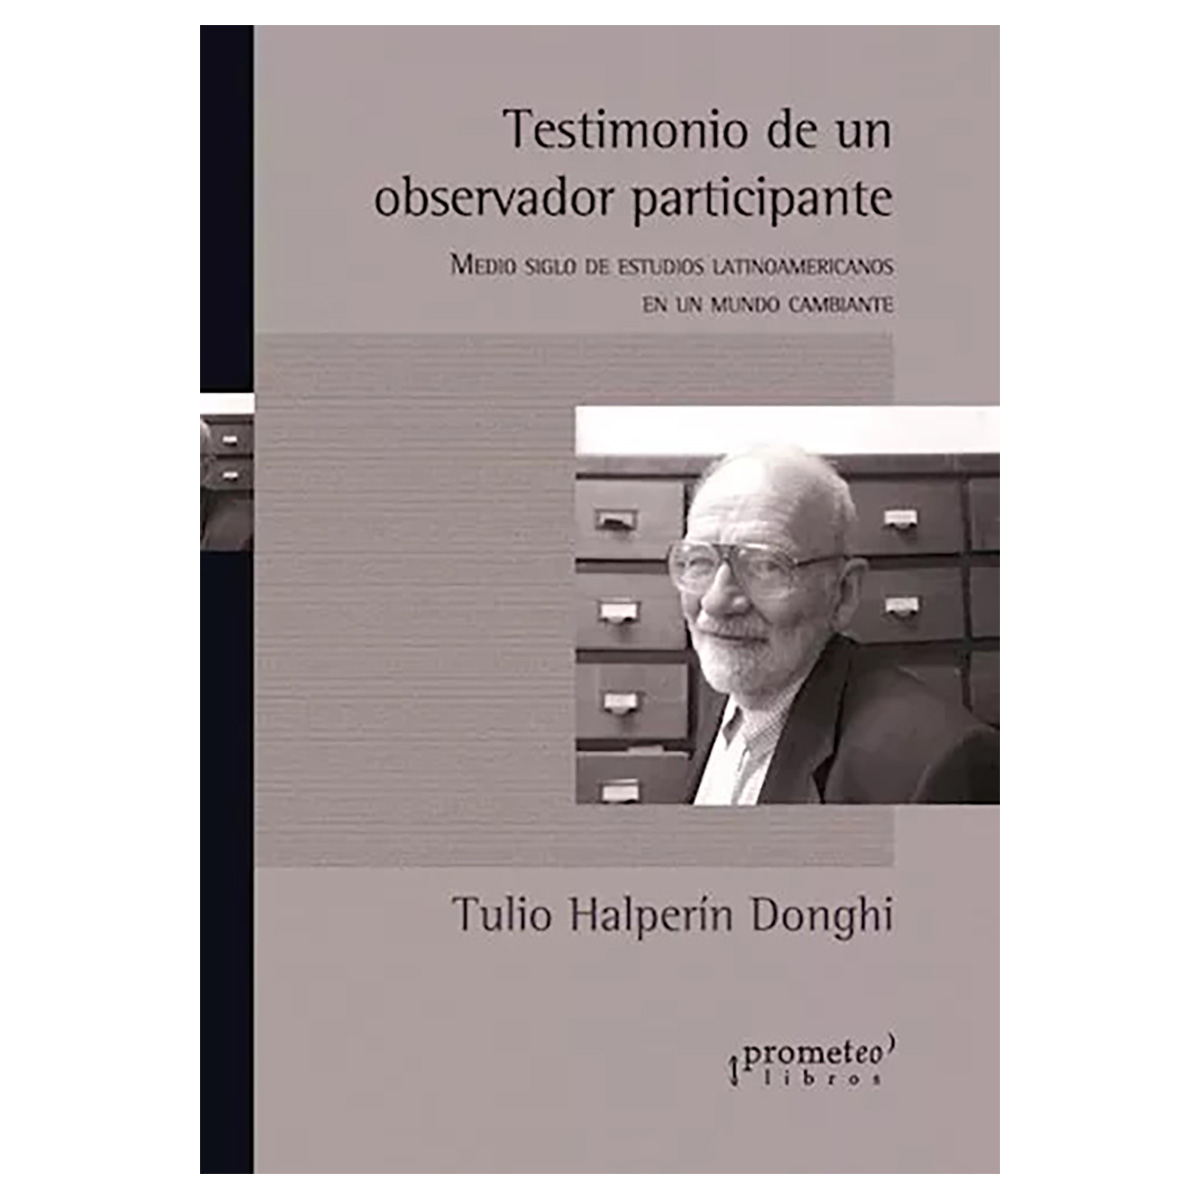 Testimonio de un
observador participante
MEDIO SIGLO DE ESTUDIOS LATINOAMERICANOS
EN UN MUNDO CAMBIANTE
Tulio Halperín Donghi
prometeo
libros